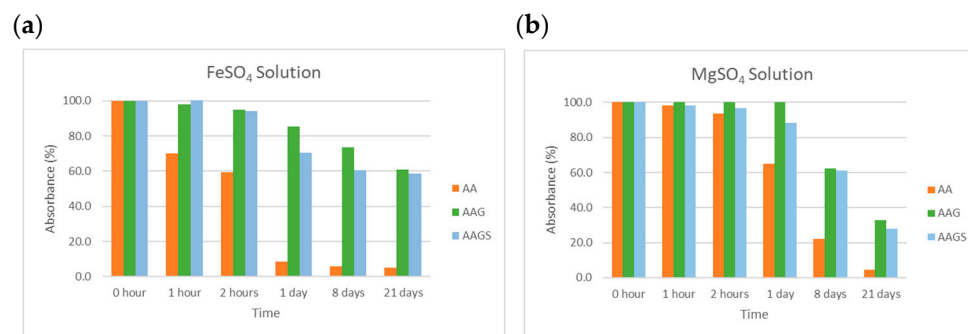 (a)
FeSO₄ Solution
Absorbance (%)
100.0
80.0
60.0
40.0
20.0
0.0
0 hour 1 hour 2 hours 1 day 8 days 21 days
Time
AA
AAG
AAGS
(b)
MgSO₄ Solution
Absorbance (%)
100.0
80.0
60.0
40.0
20.0
0.0
0 hour 1 hour 2 hours 1 day 8 days 21 days
Time
AA
AAG
AAGS